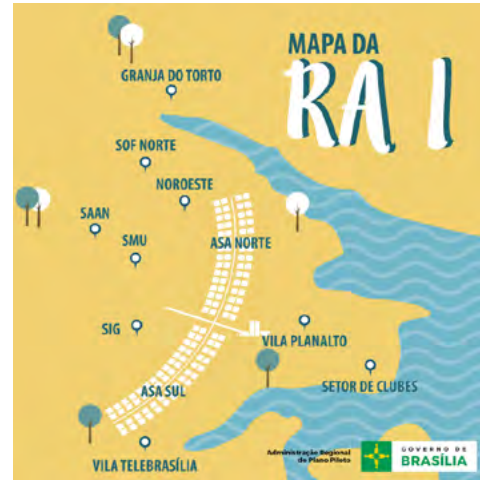 MAPA DA
RA I
GRANJA DO TORTO
SOF NORTE
NOROESTE
SAAN
ASA NORTE
SMU
SIG
VILA PLANALTO
SETOR DE CLUBES
ASA SUL
VILA TELEBRASÍLIA
Administração Regional
do Plano Piloto
GOVERNO DE
BRASÍLIA